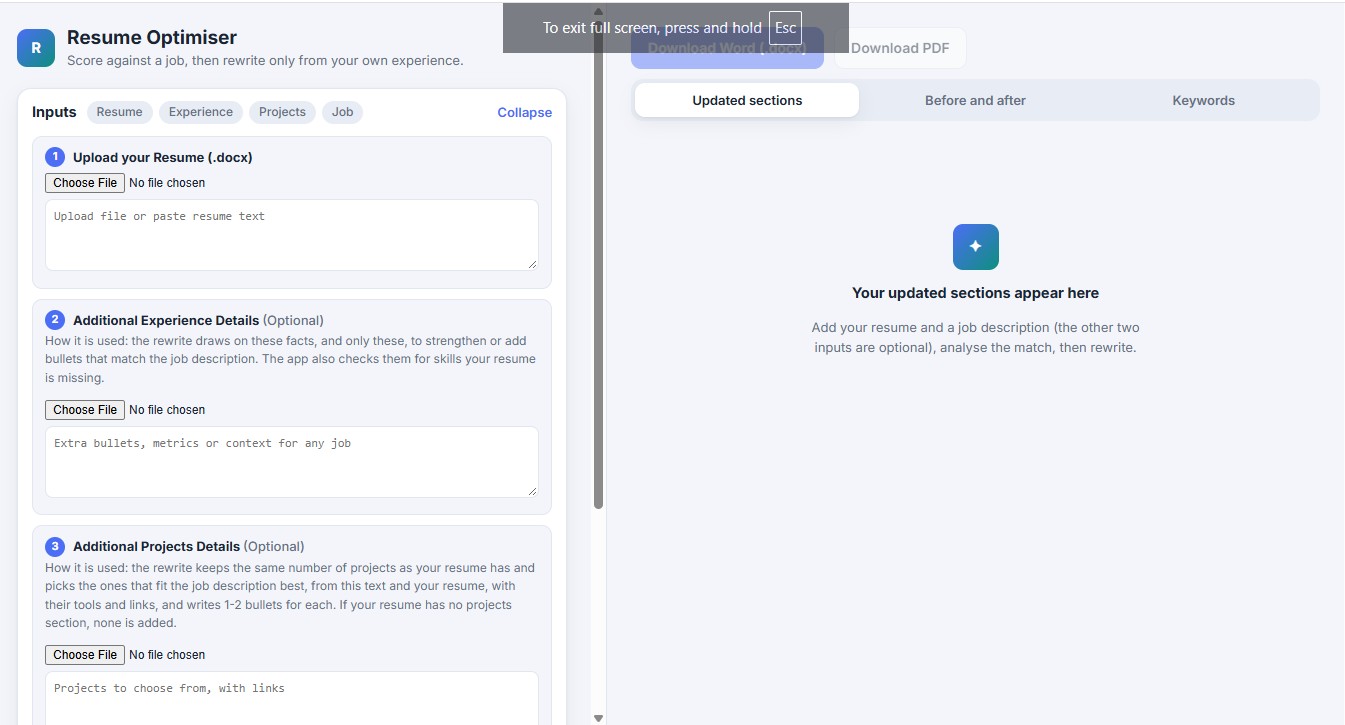 To exit full screen, press and hold Esc
R
Resume Optimiser
Score against a job, then rewrite only from your own experience.
Inputs
Resume
Experience
Projects
Job
Collapse
1 Upload your Resume (.docx)
Choose File No file chosen
Upload file or paste resume text
2 Additional Experience Details (Optional)
How it is used: the rewrite draws on these facts, and only these, to strengthen or add
bullets that match the job description. The app also checks them for skills your resume
is missing.
Choose File No file chosen
Extra bullets, metrics or context for any job
3 Additional Projects Details (Optional)
How it is used: the rewrite keeps the same number of projects as your resume has and
picks the ones that fit the job description best, from this text and your resume, with
their tools and links, and writes 1-2 bullets for each. If your resume has no projects
section, none is added.
Choose File No file chosen
Projects to choose from, with links
Download Word (.docx)
Download PDF
Updated sections
Before and after
Keywords
Your updated sections appear here
Add your resume and a job description (the other two
inputs are optional), analyse the match, then rewrite.